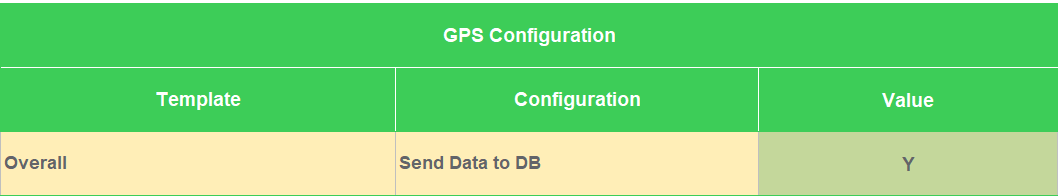 GPS Configuration
Template Configuration Value
Overall Send Data to DB Y